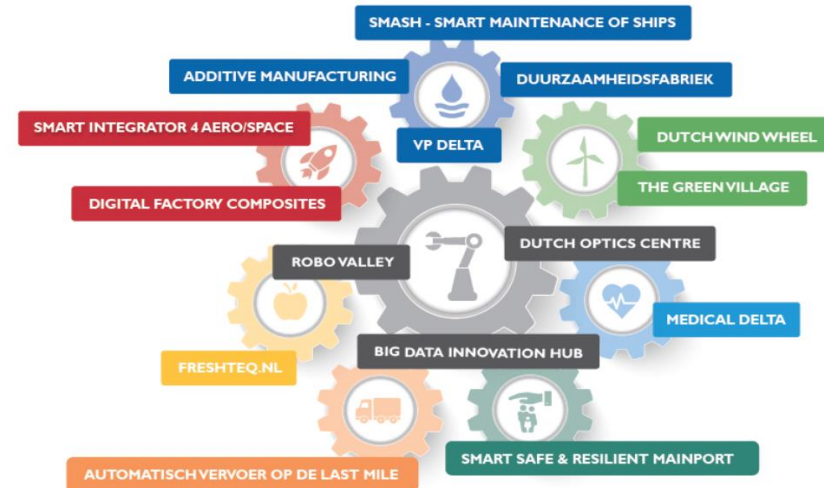 SMASH - SMART MAINTENANCE OF SHIPS
ADDITIVE MANUFACTURING
DUURZAAMHEIDSFABRIEK
SMART INTEGRATOR 4 AERO/SPACE
VP DELTA
DUTCH WIND WHEEL
THE GREEN VILLAGE
DIGITAL FACTORY COMPOSITES
DUTCH OPTICS CENTRE
ROBO VALLEY
MEDICAL DELTA
BIG DATA INNOVATION HUB
FRESHTEQ.NL
SMART SAFE & RESILIENT MAINPORT
AUTOMATISCH VERVOER OP DE LAST MILE